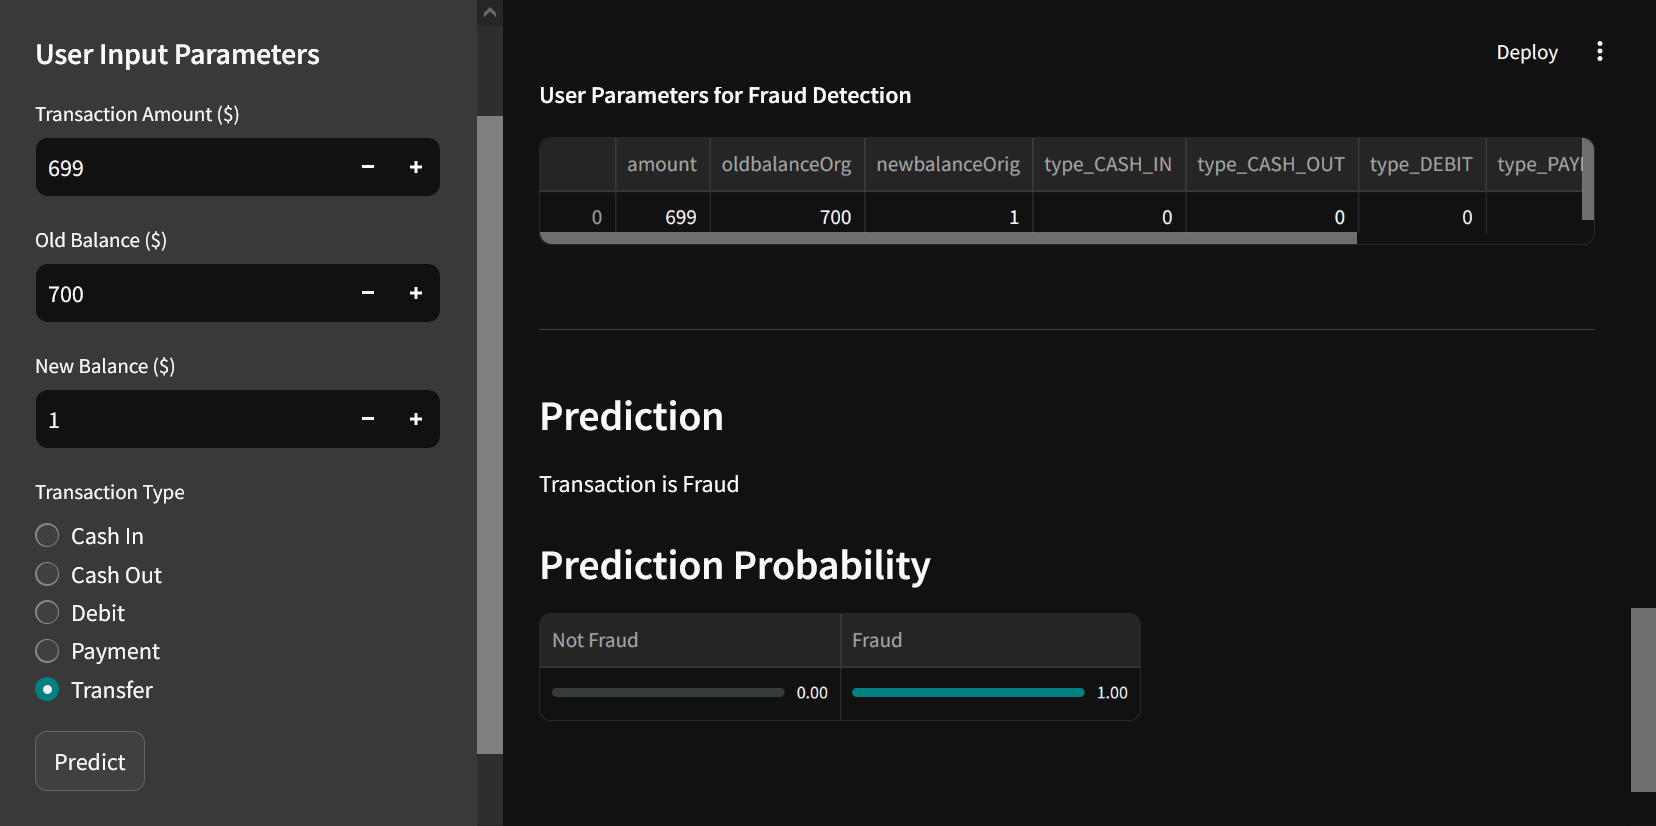 User Input Parameters
Transaction Amount ($)
699
Old Balance ($)
700
New Balance ($)
1
Transaction Type
Cash In
Cash Out
Debit
Payment
Transfer
Predict
Deploy
User Parameters for Fraud Detection
amount oldbalanceOrg newbalanceOrig type_CASH_IN type_CASH_OUT type_DEBIT type_PAY
0 699 700 1 0 0 0
Prediction
Transaction is Fraud
Prediction Probability
Not Fraud Fraud
0.00 1.00